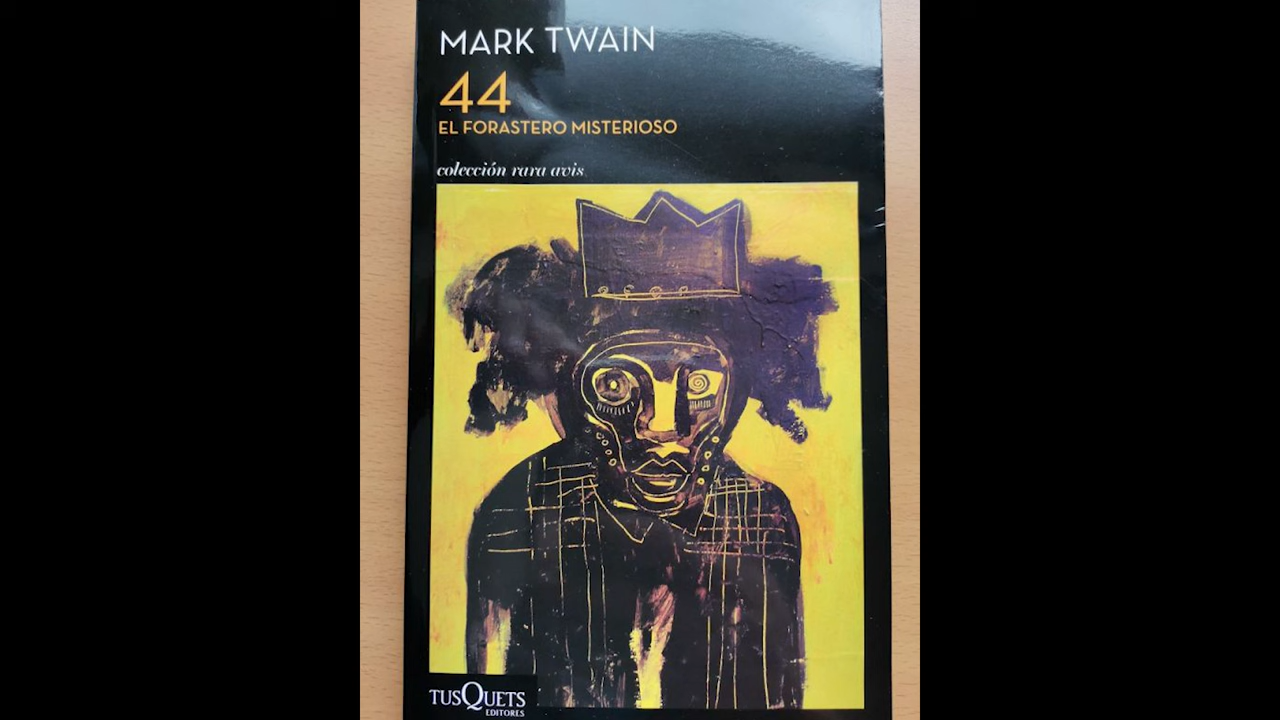 MARK TWAIN
44
EL FORASTERO MISTERIOSO
colección rara avis
TUSQUETS
EDITORES